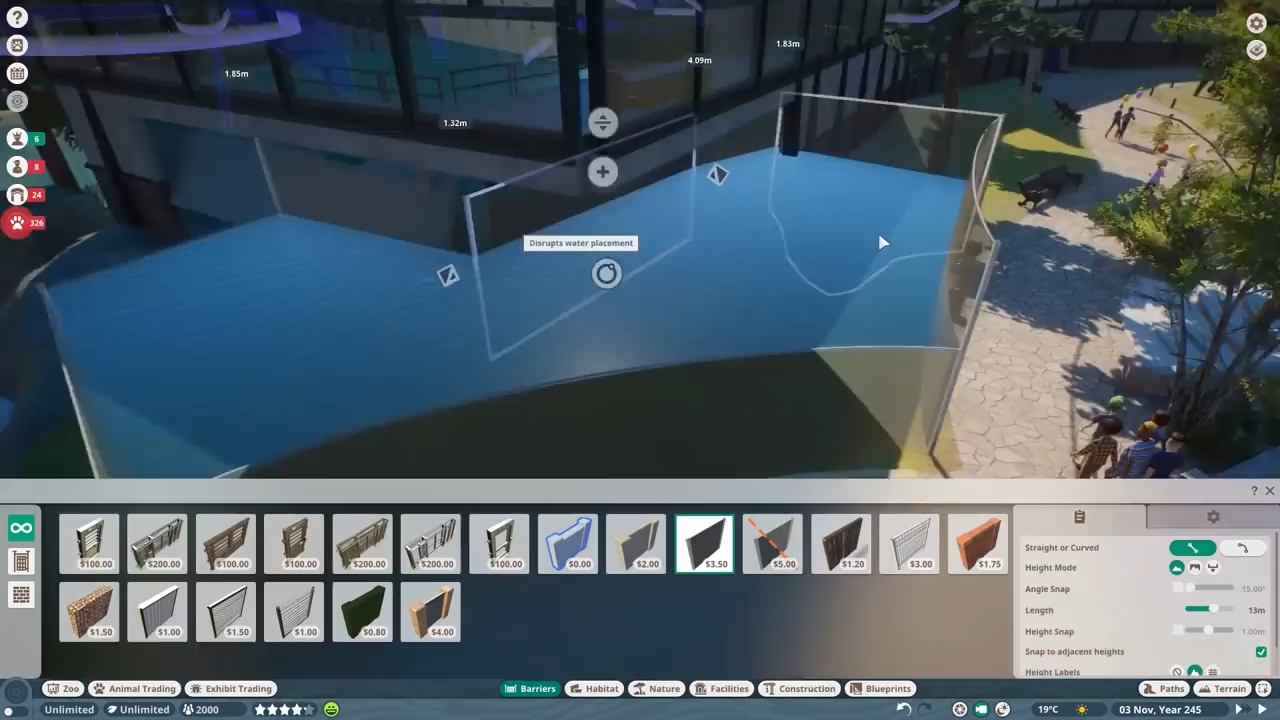 1.83m
4.09m
1.85m
1.32m
6
8
24
326
Disrupts water placement
? ×
$100.00 $200.00 $100.00 $100.00 $200.00 $200.00 $100.00 $0.00 $2.00 $3.50 $5.00 $1.20 $3.00 $1.75
$1.50 $1.00 $1.50 $1.00 $0.80 $4.00
Straight or Curved
Height Mode
Angle Snap 15.00°
Length 13m
Height Snap 1.00m
Snap to adjacent heights
Height Labels
Zoo Animal Trading Exhibit Trading Barriers Habitat Nature Facilities Construction Blueprints Paths Terrain
Unlimited Unlimited 2000 19°C 03 Nov, Year 245